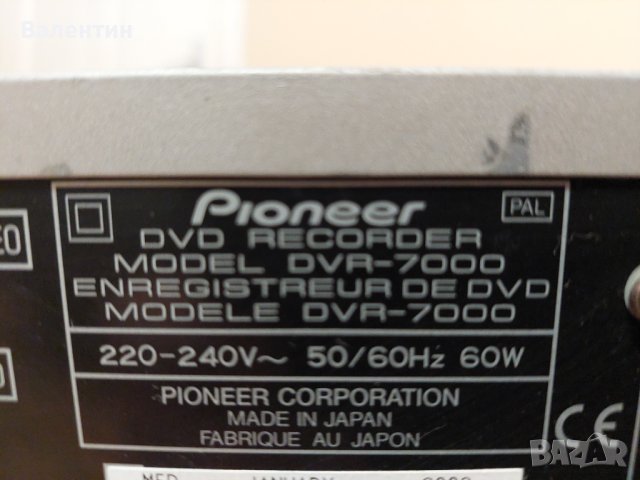 Валентин
Pioneer
PAL
DVD RECORDER
MODEL DVR-7000
ENREGISTREUR DE DVD
MODELE DVR-7000
220-240V~ 50/60Hz 60W
PIONEER CORPORATION
MADE IN JAPAN
FABRIQUE AU JAPON
CE
BAZAR